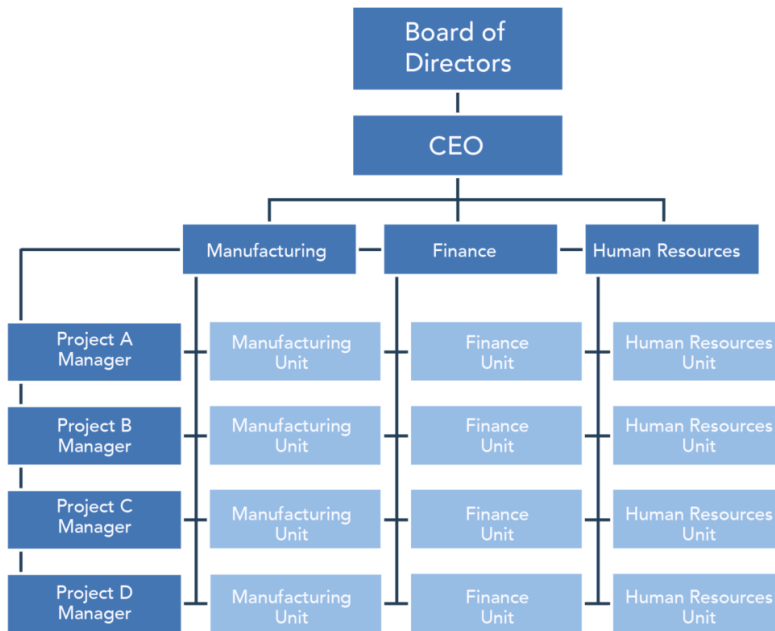 Board of
Directors
CEO
Manufacturing
Finance
Human Resources
Project A
Manager
Manufacturing
Unit
Finance
Unit
Human Resources
Unit
Project B
Manager
Manufacturing
Unit
Finance
Unit
Human Resources
Unit
Project C
Manager
Manufacturing
Unit
Finance
Unit
Human Resources
Unit
Project D
Manager
Manufacturing
Unit
Finance
Unit
Human Resources
Unit